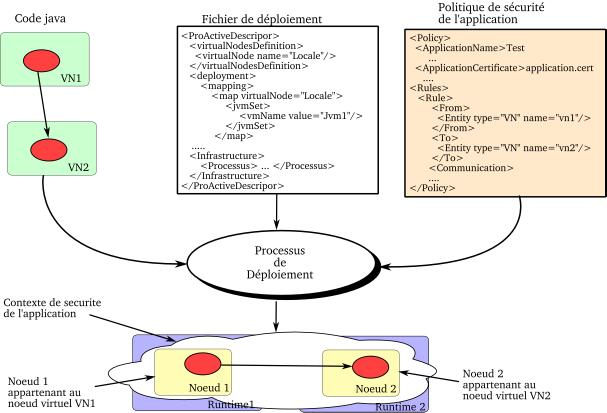 Code java
VN1
VN2
Fichier de déploiement
<ProActiveDescripor>
<virtualNodesDefinition>
<virtualNode name="Locale"/>
</virtualNodesDefinition>
<deployment>
<mapping>
<map virtualNode="Locale">
<jvmSet>
<vmName value="Jvm1"/>
</jvmSet>
</map>
.....
<Infrastructure>
<Processus> ... </Processus>
</Infrastructure>
</ProActiveDescripor>
Politique de sécurité
de l'application
<Policy>
<ApplicationName>Test
...
<ApplicationCertificate>application.cert
....
<Rules>
<Rule>
<From>
<Entity type="VN" name="vn1"/>
</From>
<To>
<Entity type="VN" name="vn2"/>
</To>
<Communication>
....
</Policy>
Processus
de
Déploiement
Contexte de securite
de l'application
Noeud 1
Noeud 2
Runtime1
Runtime 2
Noeud 1
appartenant au
noeud virtuel VN1
Noeud 2
appartenant au
noeud virtuel VN2